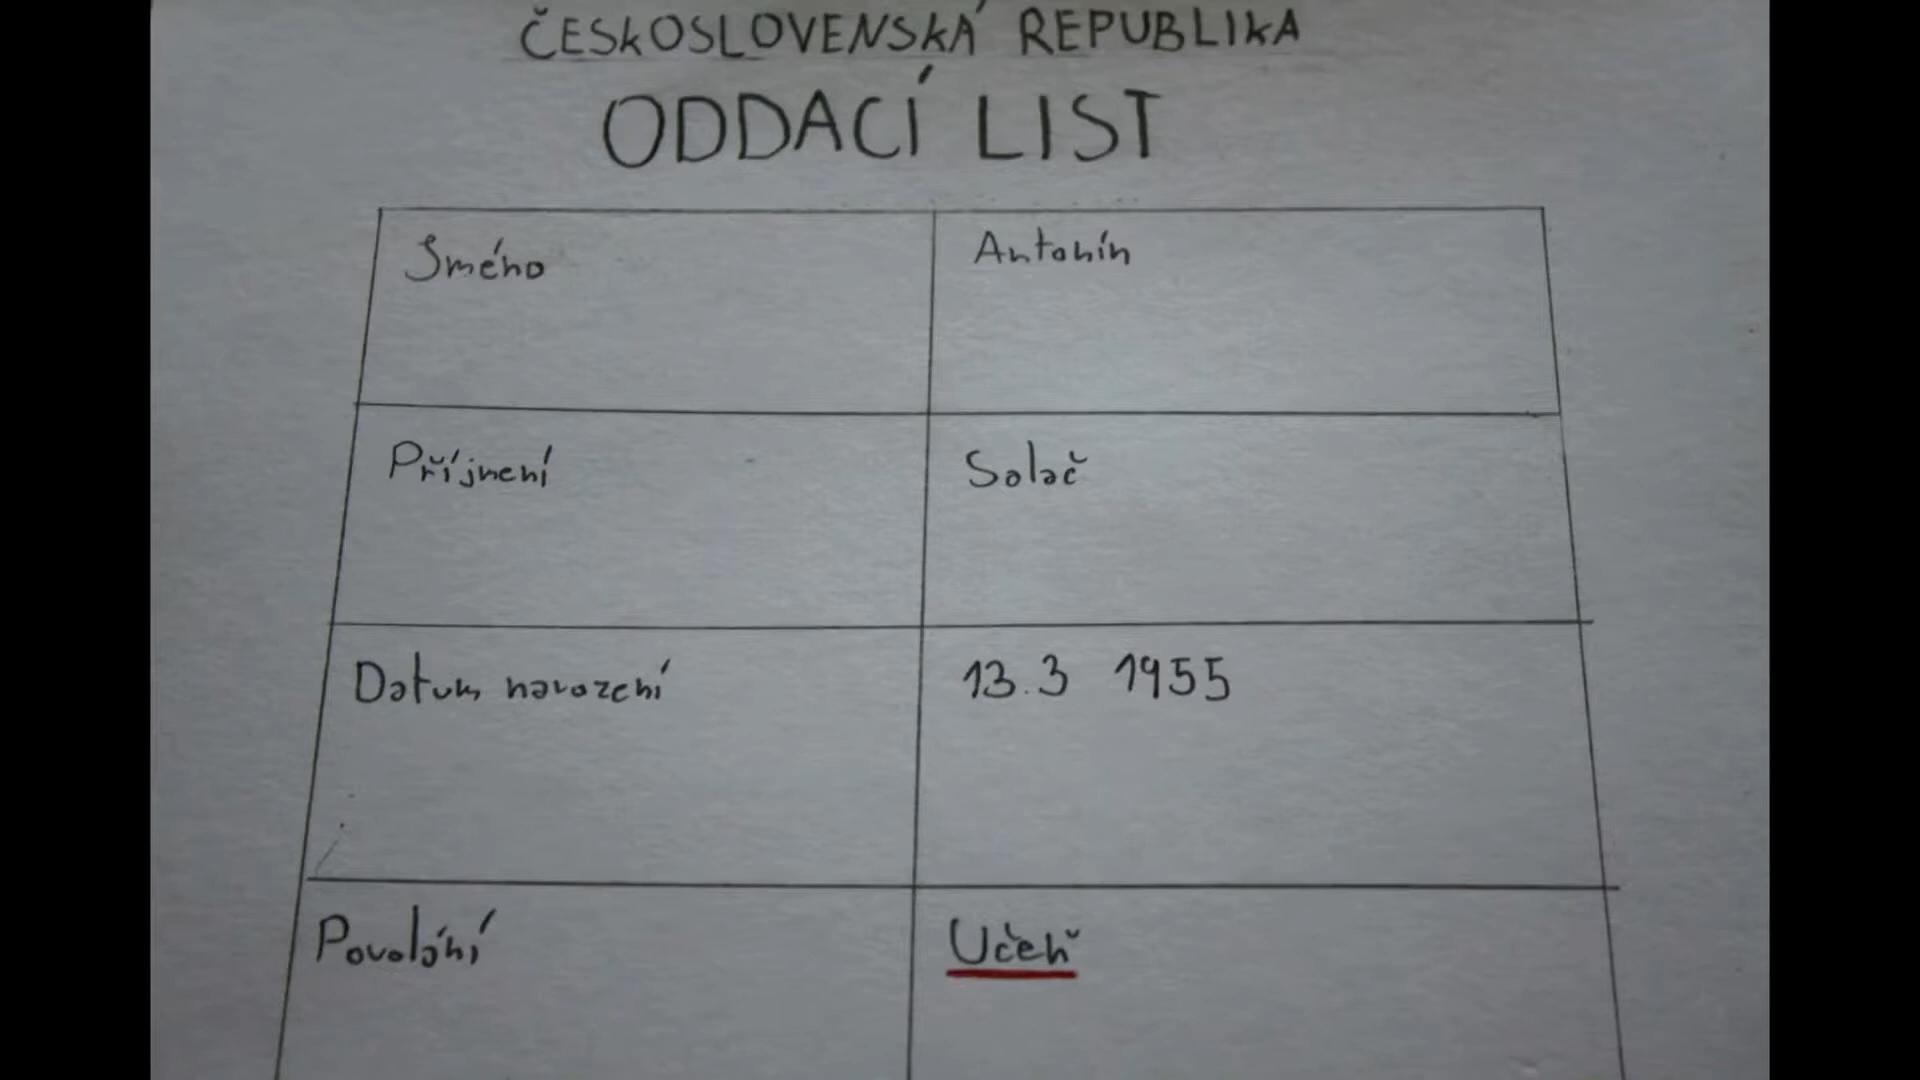 ČESKOSLOVENSKÁ REPUBLIKA
ODDACÍ LIST
Jméno Antonín
Příjmení Solač
Datum narození 13.3 1955
Povolání Učeň